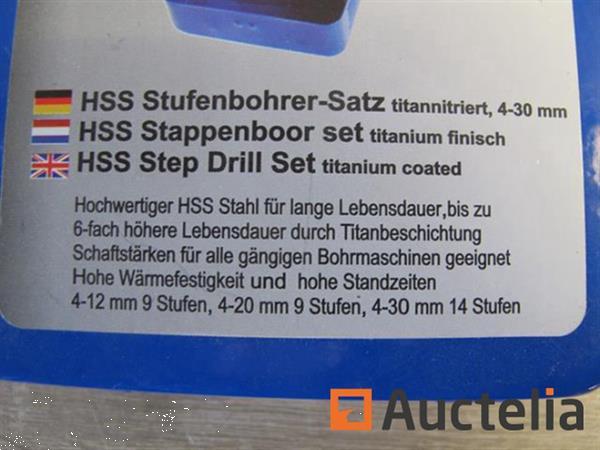 HSS Stufenbohrer-Satz titannitriert, 4-30 mm
HSS Stappenboor set titanium finisch
HSS Step Drill Set titanium coated
Hochwertiger HSS Stahl für lange Lebensdauer,bis zu
6-fach höhere Lebensdauer durch Titanbeschichtung
Schaftstärken für alle gängigen Bohrmaschinen geeignet
Hohe Wärmefestigkeit und hohe Standzeiten
4-12 mm 9 Stufen, 4-20 mm 9 Stufen, 4-30 mm 14 Stufen
Auctelia